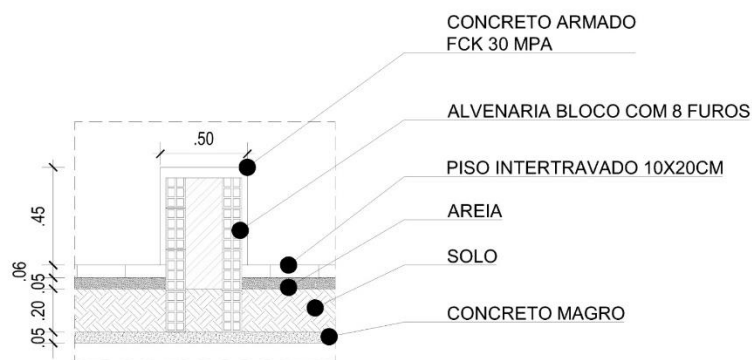 CONCRETO ARMADO
FCK 30 MPA
.50
ALVENARIA BLOCO COM 8 FUROS
PISO INTERTRAVADO 10X20CM
.45
AREIA
.06
SOLO
.05
.20
CONCRETO MAGRO
.05